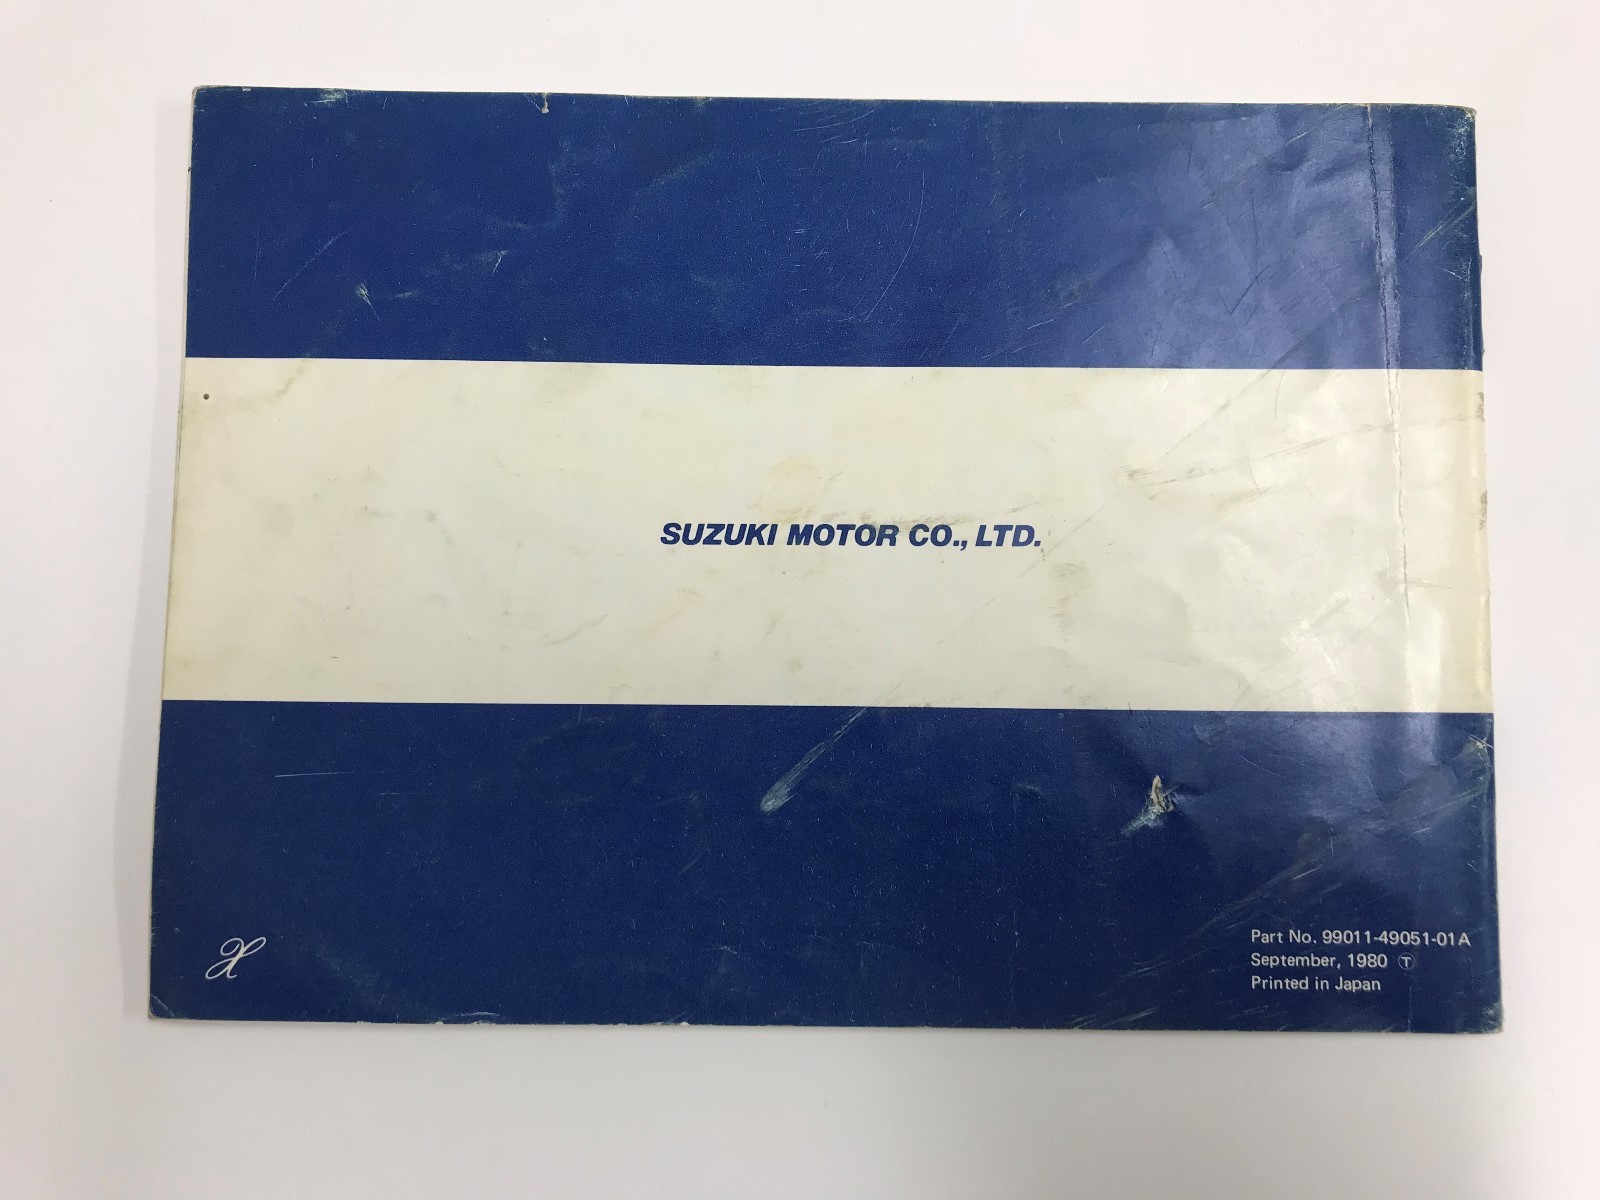 SUZUKI MOTOR CO., LTD.
X
Part No. 99011-49051-01A
September, 1980 Ⓣ
Printed in Japan